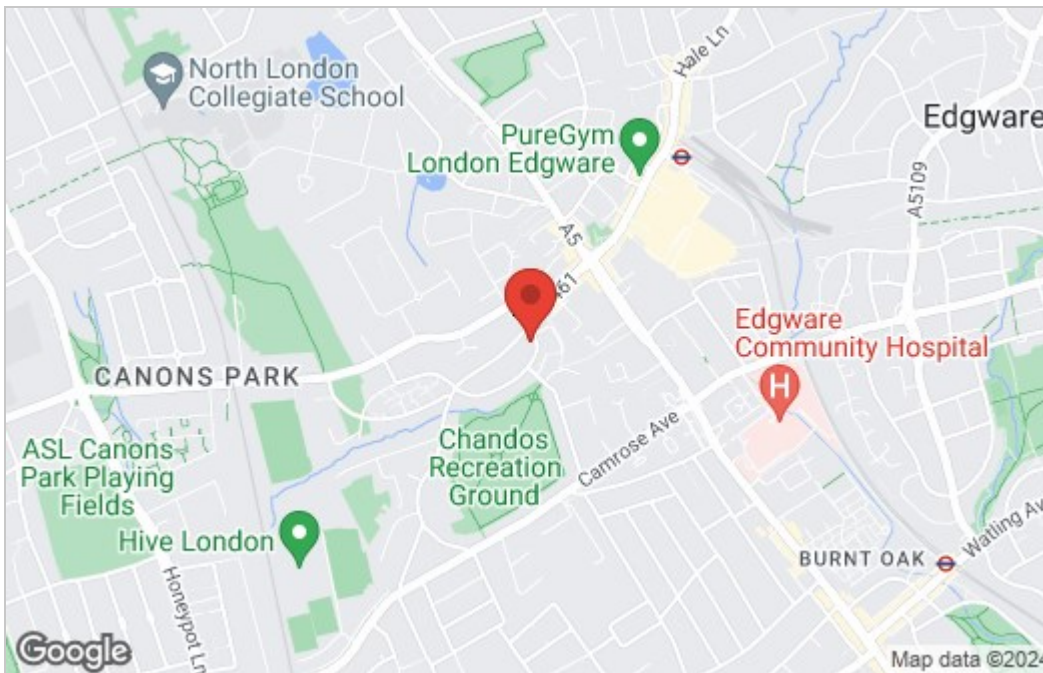 North London
Collegiate School
PureGym
London Edgware
Hale Ln
Edgware
A5109
A5
461
Edgware
Community Hospital
H
CANONS PARK
ASL Canons
Park Playing
Fields
Chandos
Recreation
Ground
Camrose Ave
Hive London
Honeypot Ln
BURNT OAK
Watling Av
Google
Map data ©2024